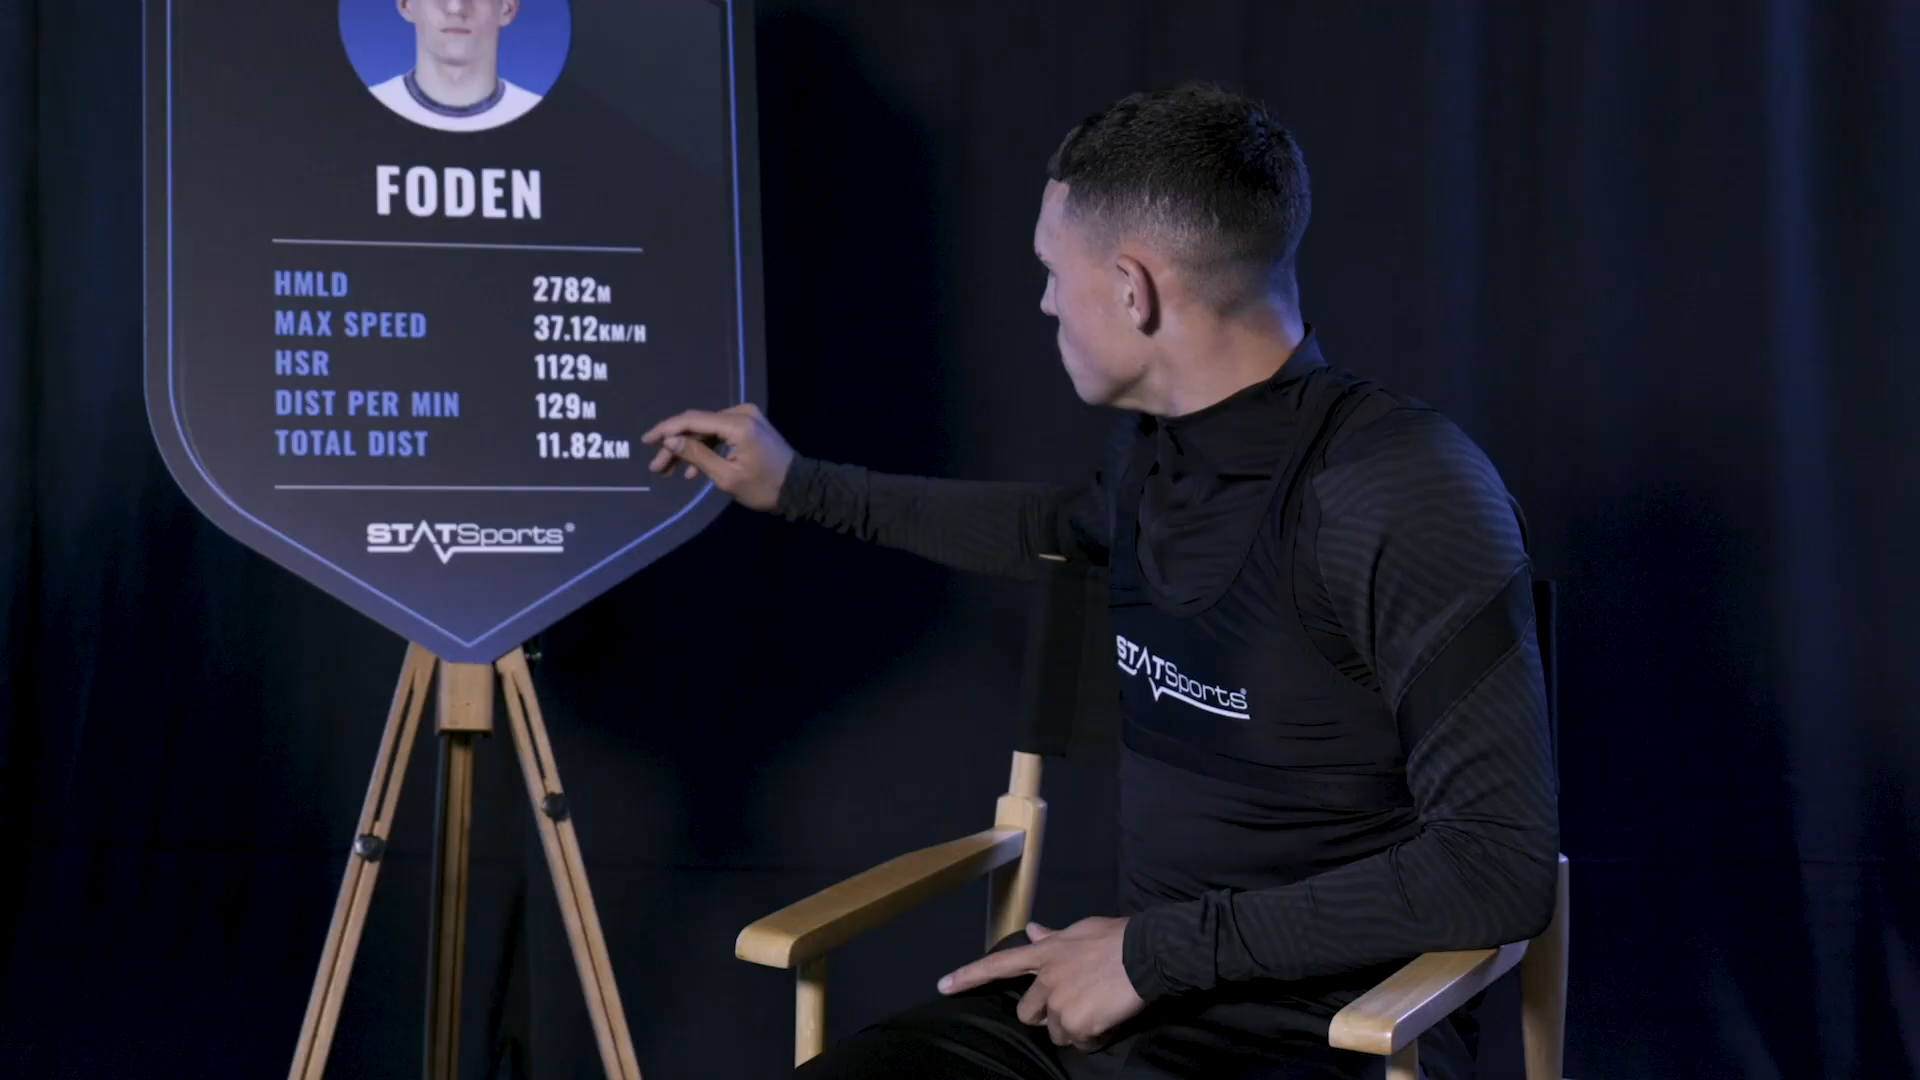 FODEN
HMLD 2782M
MAX SPEED 37.12KM/H
HSR 1129M
DIST PER MIN 129M
TOTAL DIST 11.82KM
STATSports®
STATSports®